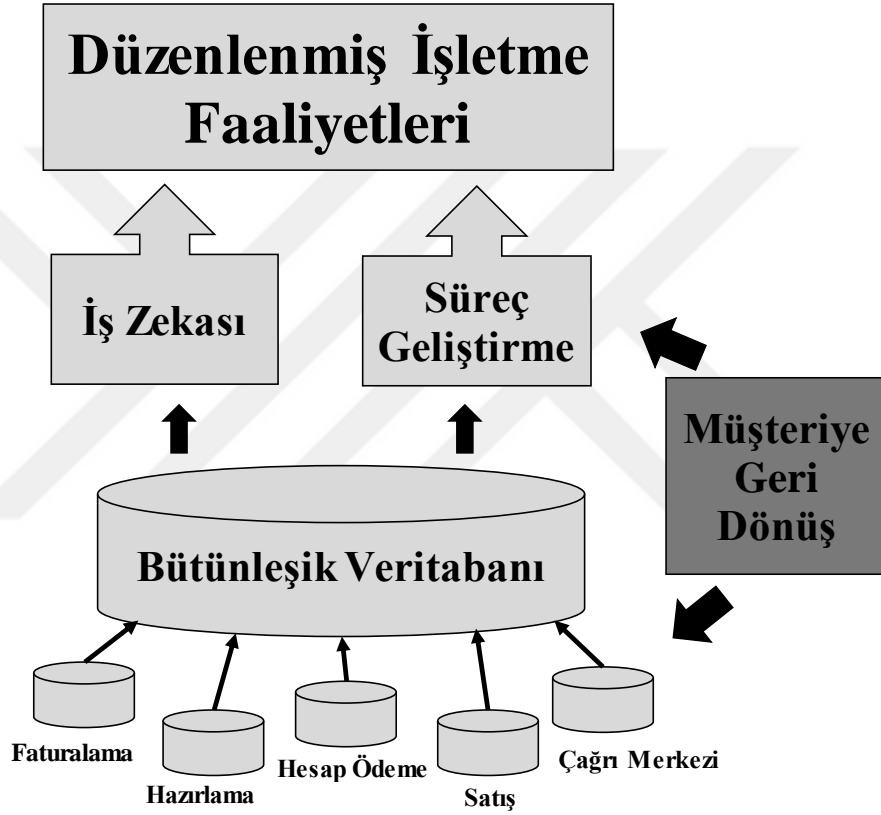 Düzenlenmiş İşletme
Faaliyetleri
İş Zekası
Süreç
Geliştirme
Müşteriye
Geri
Dönüş
Bütünleşik Veritabanı
Faturalama
Hazırlama
Hesap Ödeme
Satış
Çağrı Merkezi